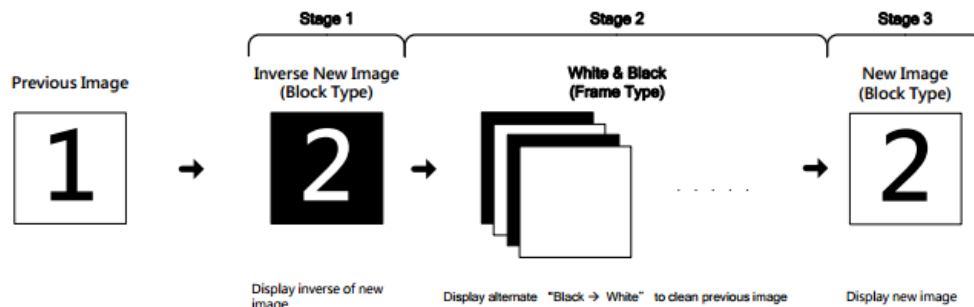 Stage 1
Stage 2
Stage 3
Previous Image
Inverse New Image
(Block Type)
White & Black
(Frame Type)
New Image
(Block Type)
1
2
2
. . . . .
Display inverse of new
image
Display alternate "Black → White" to clean previous image
Display new image